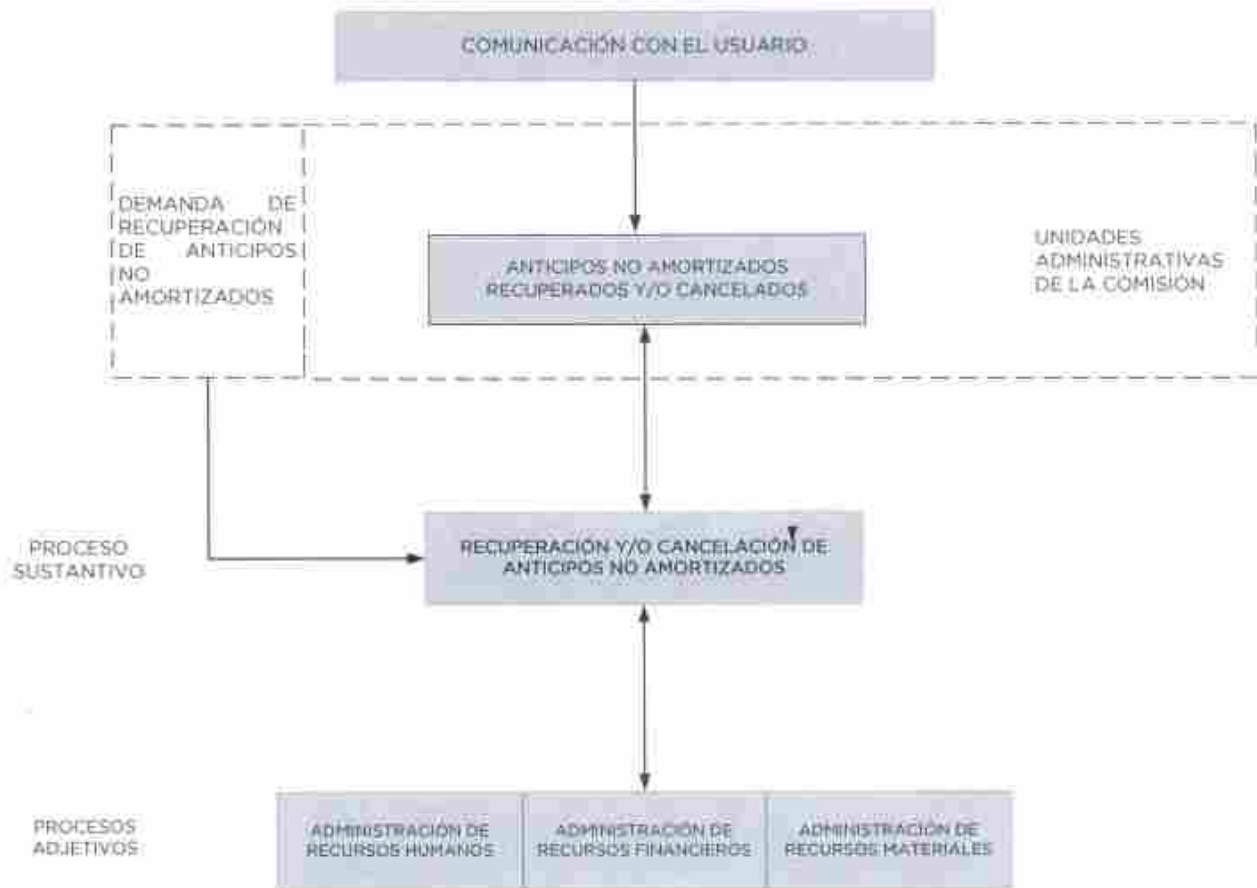 COMUNICACIÓN CON EL USUARIO
DEMANDA DE
RECUPERACIÓN
DE ANTICIPOS
NO
AMORTIZADOS
ANTICIPOS NO AMORTIZADOS
RECUPERADOS Y/O CANCELADOS
UNIDADES
ADMINISTRATIVAS
DE LA COMISIÓN
PROCESO
SUSTANTIVO
RECUPERACIÓN Y/O CANCELACIÓN DE
ANTICIPOS NO AMORTIZADOS
PROCESOS
ADJETIVOS
ADMINISTRACIÓN DE
RECURSOS HUMANOS
ADMINISTRACIÓN DE
RECURSOS FINANCIEROS
ADMINISTRACIÓN DE
RECURSOS MATERIALES